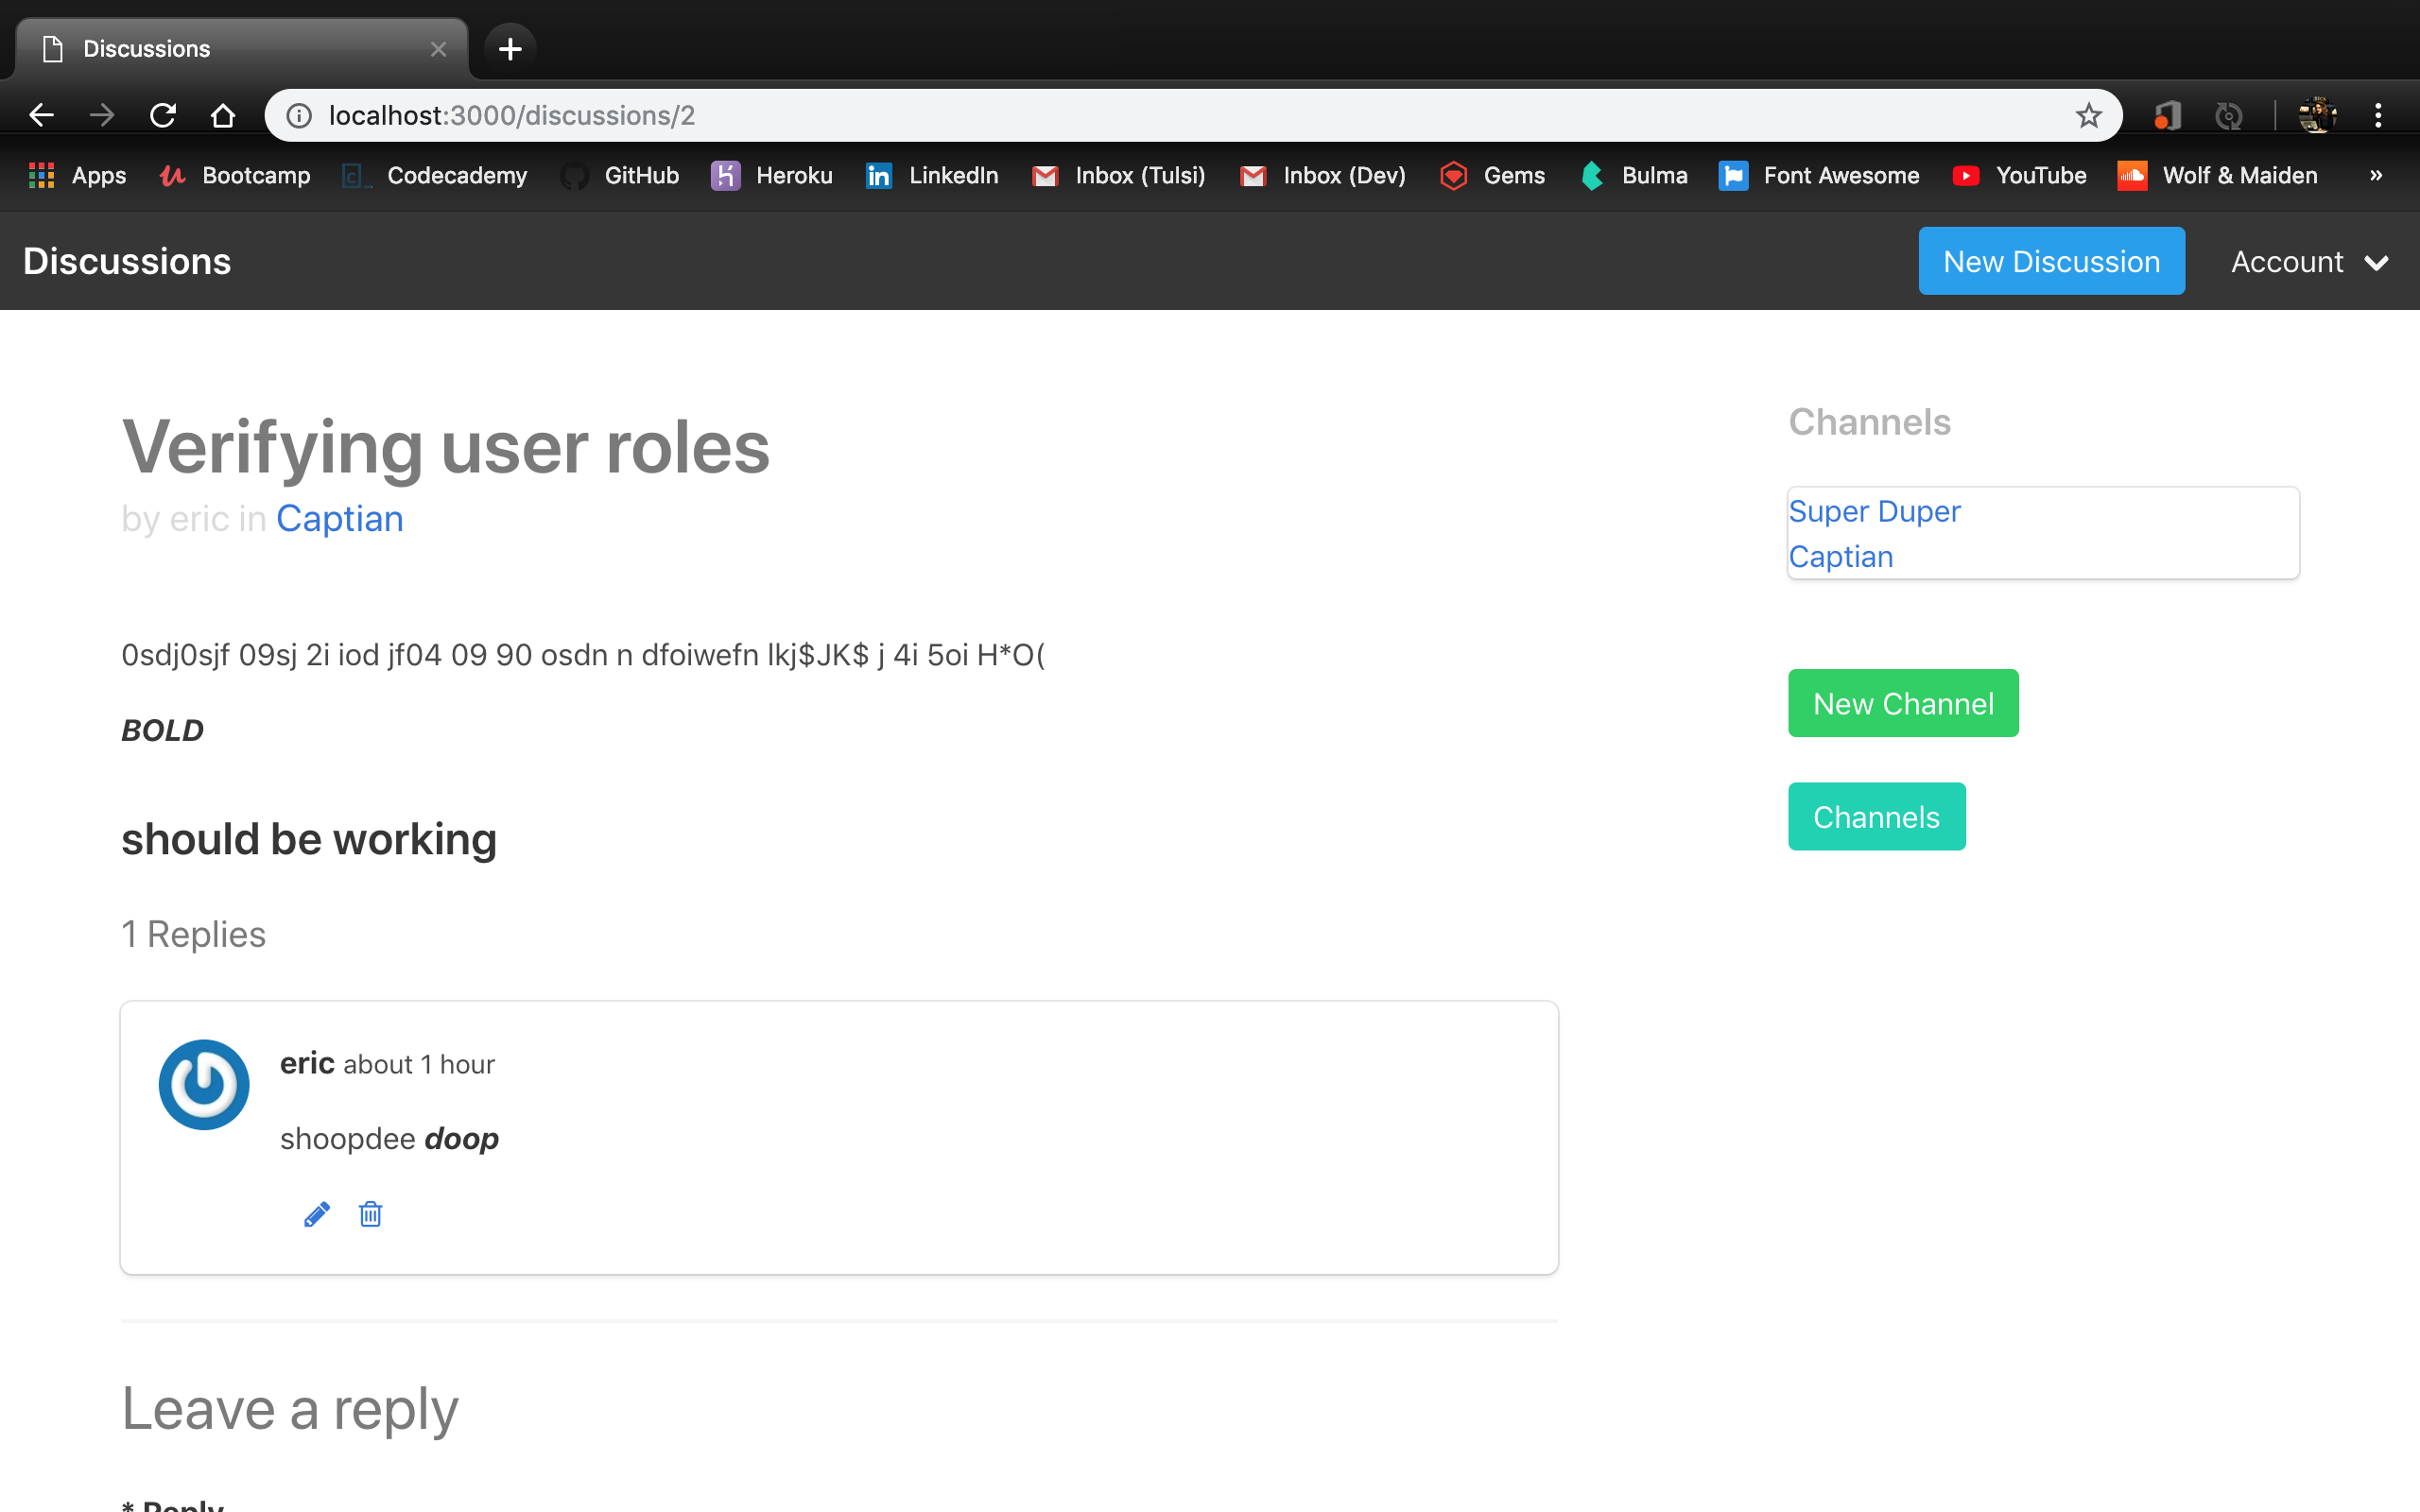 Discussions
localhost:3000/discussions/2
Apps Bootcamp Codecademy GitHub Heroku LinkedIn Inbox (Tulsi) Inbox (Dev) Gems Bulma Font Awesome YouTube Wolf & Maiden »
Discussions New Discussion Account
Verifying user roles
by eric in Captian
0sdj0sjf 09sj 2i iod jf04 09 90 osdn n dfoiwefn lkj$JK$ j 4i 5oi H*O(
BOLD
should be working
1 Replies
eric about 1 hour
shoopdee doop
Leave a reply
* Reply
Channels
Super Duper
Captian
New Channel
Channels